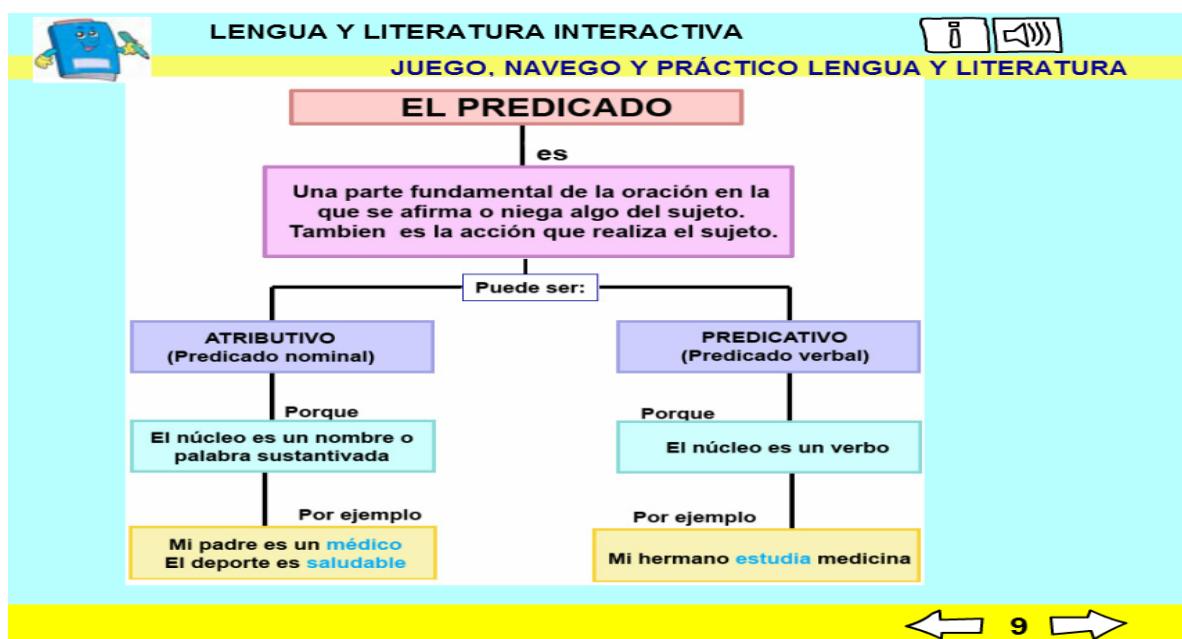 LENGUA Y LITERATURA INTERACTIVA
JUEGO, NAVEGO Y PRÁCTICO LENGUA Y LITERATURA
EL PREDICADO
es
Una parte fundamental de la oración en la
que se afirma o niega algo del sujeto.
Tambien es la acción que realiza el sujeto.
Puede ser:
ATRIBUTIVO
(Predicado nominal)
Porque
El núcleo es un nombre o
palabra sustantivada
Por ejemplo
Mi padre es un médico
El deporte es saludable
PREDICATIVO
(Predicado verbal)
Porque
El núcleo es un verbo
Por ejemplo
Mi hermano estudia medicina
9